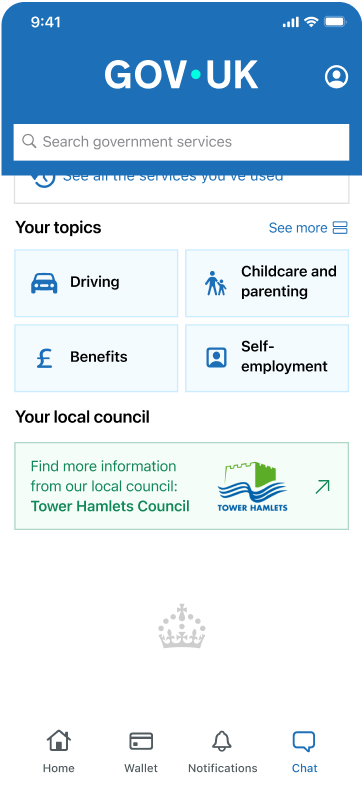 9:41
GOV·UK
Search government services
See all the services you've used
Your topics
See more
Driving
Childcare and
parenting
£
Benefits
Self-
employment
Your local council
Find more information
from our local council:
Tower Hamlets Council
TOWER HAMLETS
Home
Wallet
Notifications
Chat